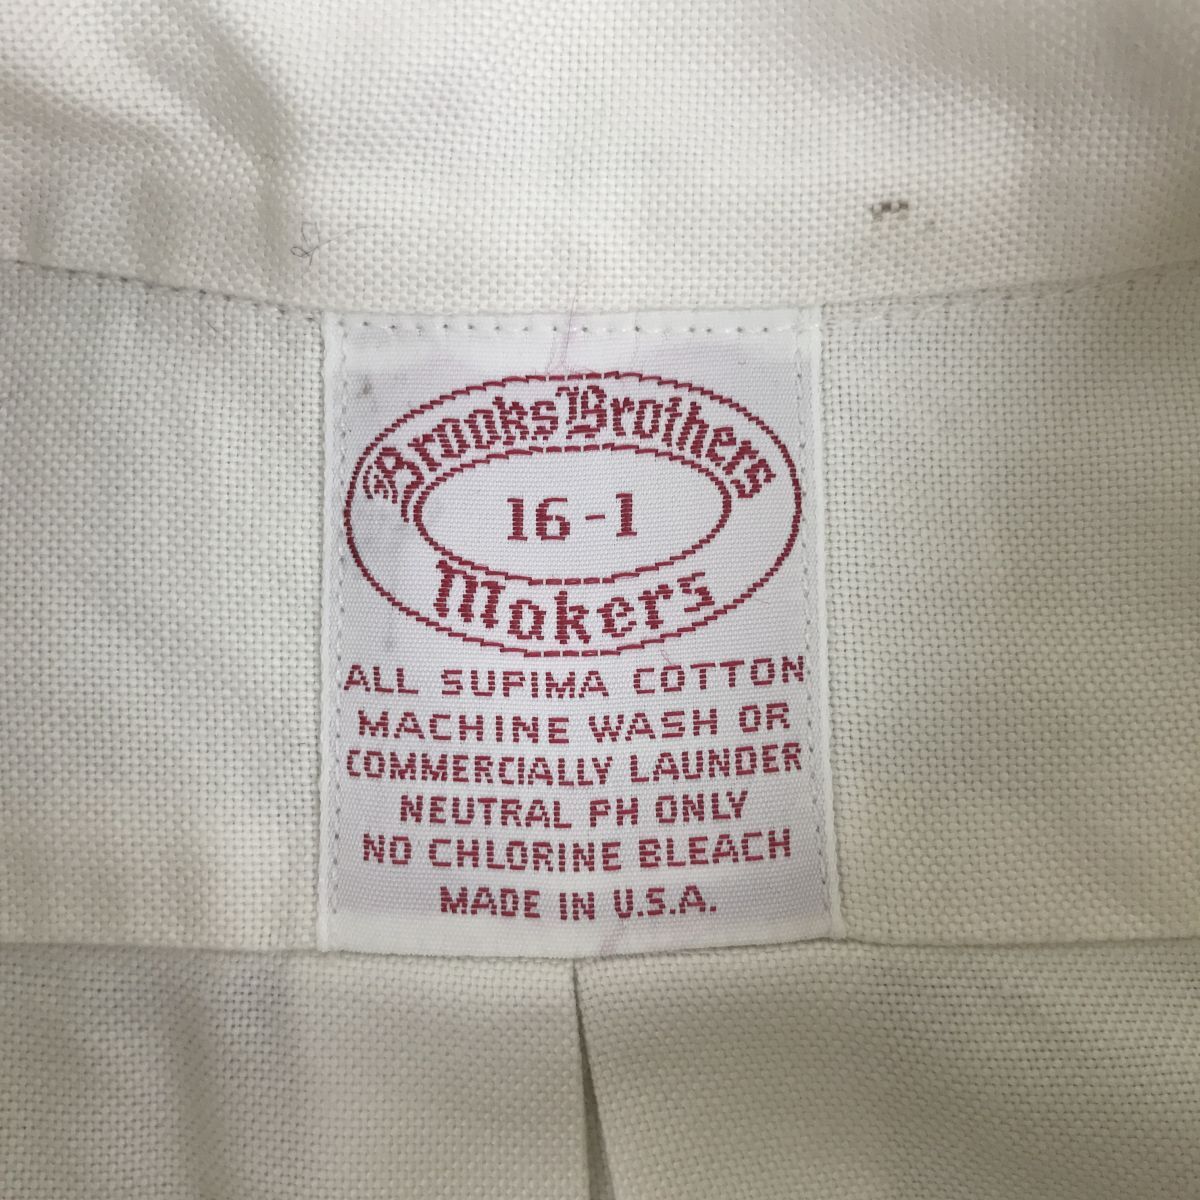 Brooks Brothers
16-1
Makers
ALL SUPIMA COTTON
MACHINE WASH OR
COMMERCIALLY LAUNDER
NEUTRAL PH ONLY
NO CHLORINE BLEACH
MADE IN U.S.A.